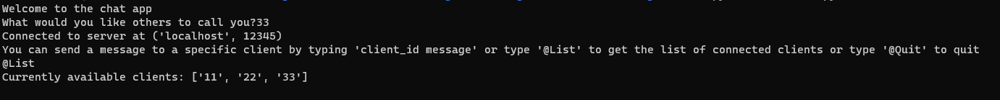 Welcome to the chat app
What would you like others to call you?33
Connected to server at ('localhost', 12345)
You can send a message to a specific client by typing 'client_id message' or type '@List' to get the list of connected clients or type '@Quit' to quit
@List
Currently available clients: ['11', '22', '33']